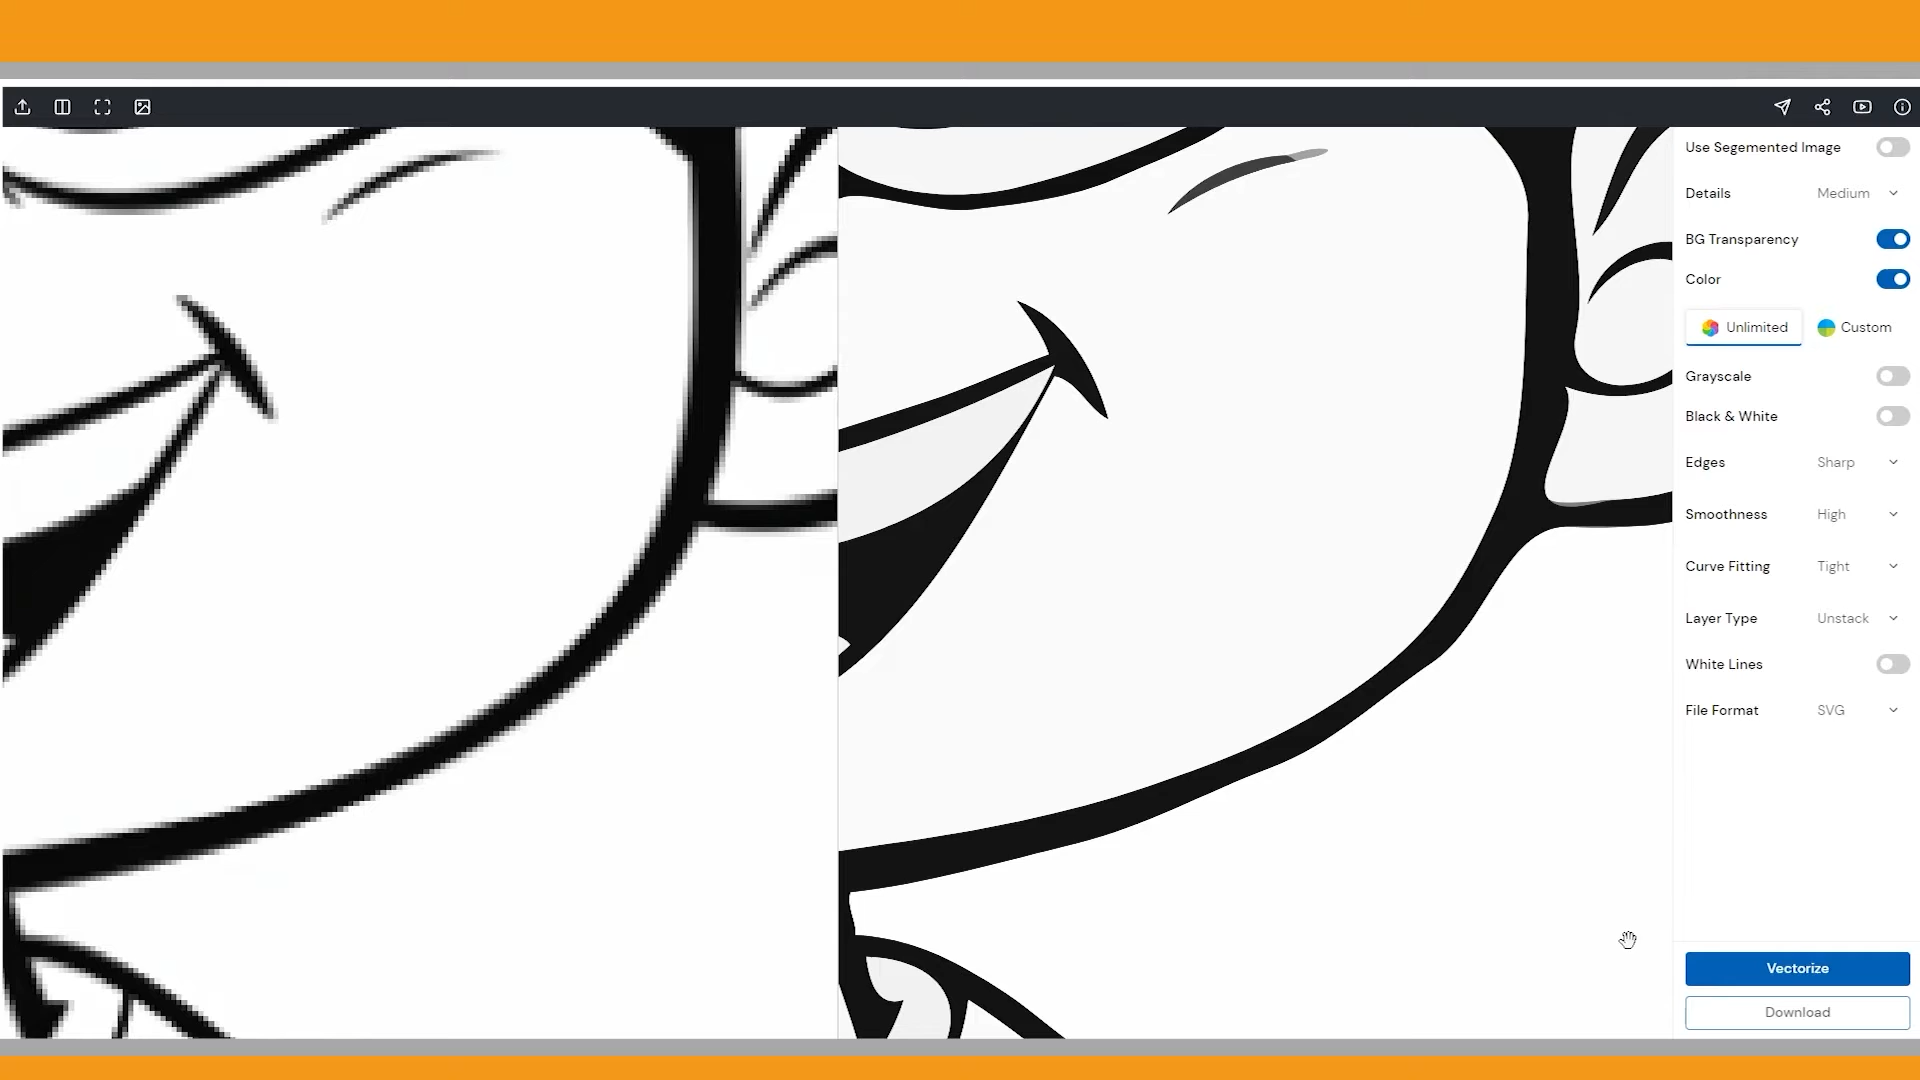 Use Segemented Image
Details Medium
BG Transparency
Color
Unlimited Custom
Grayscale
Black & White
Edges Sharp
Smoothness High
Curve Fitting Tight
Layer Type Unstack
White Lines
File Format SVG
Vectorize
Download